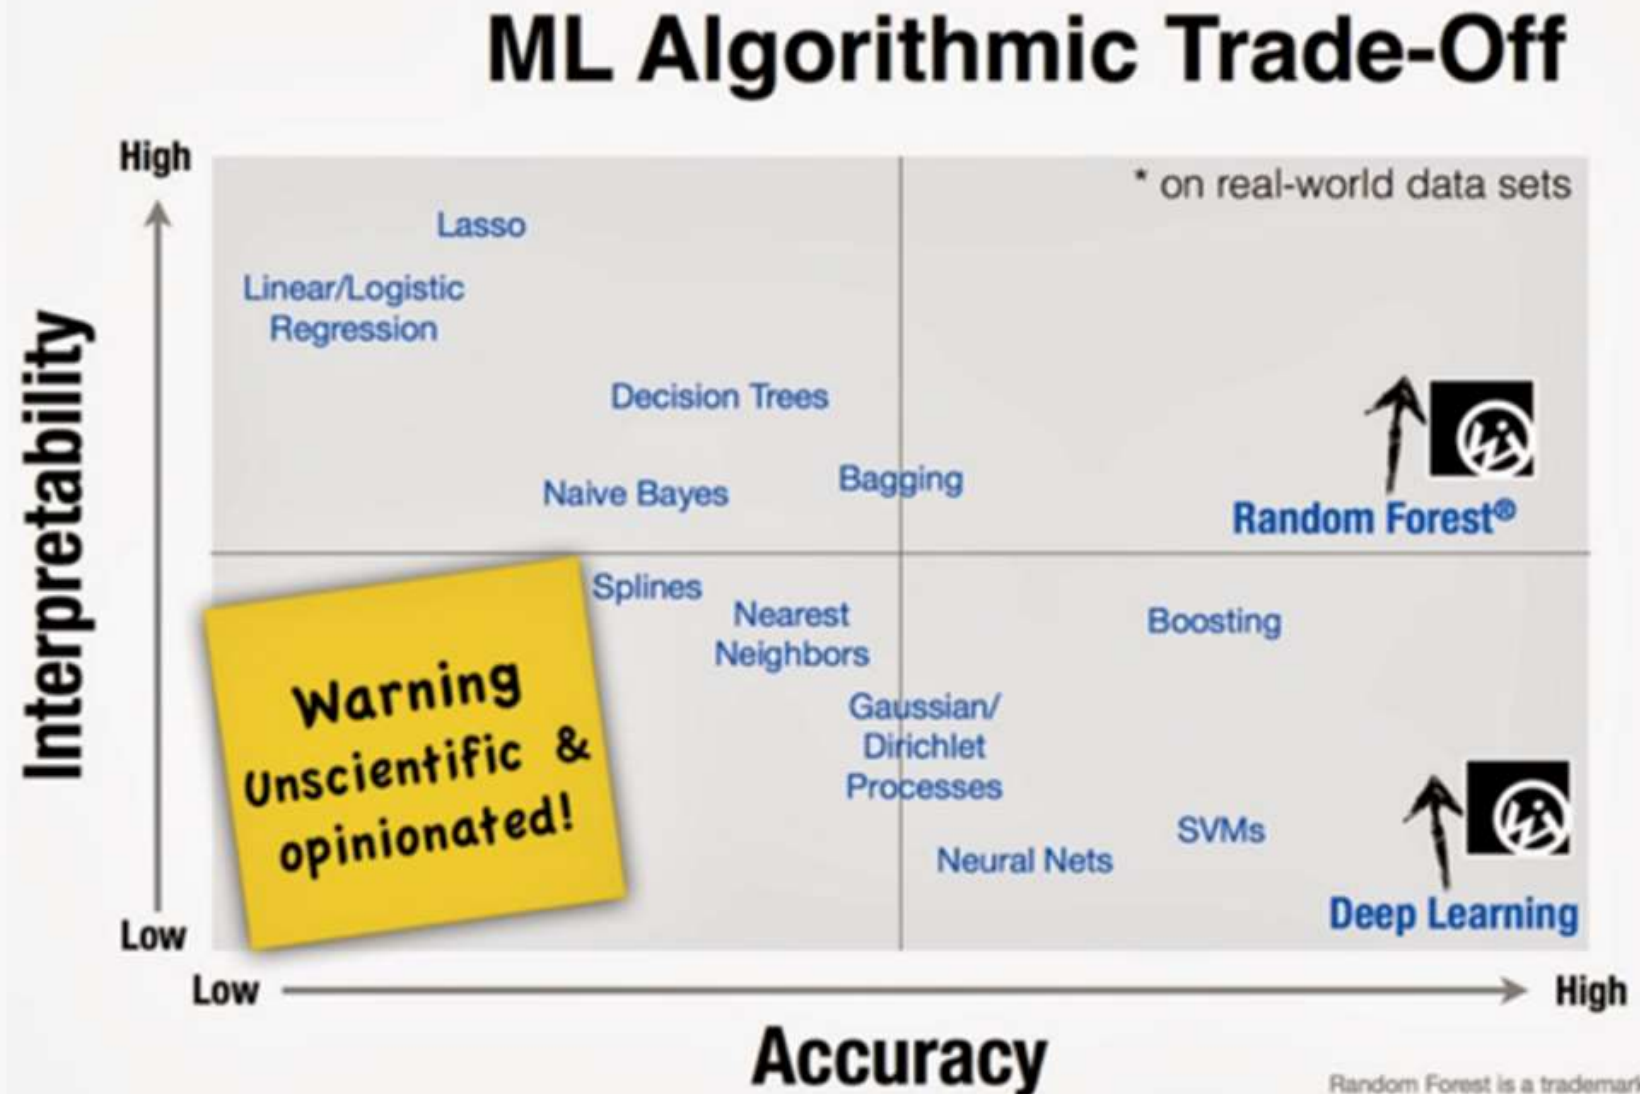 ML Algorithmic Trade-Off
High
* on real-world data sets
Lasso
Linear/Logistic
Regression
Decision Trees
Naive Bayes
Bagging
Random Forest®
Interpretability
Splines
Nearest
Neighbors
Boosting
Warning
Unscientific &
opinionated!
Gaussian/
Dirichlet
Processes
SVMs
Neural Nets
Deep Learning
Low
Low
High
Accuracy
Random Forest is a trademark